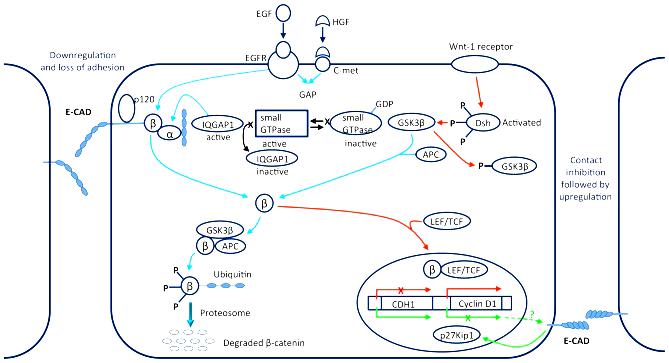 EGF
HGF
Downregulation
and loss of adhesion
EGFR
C-met
Wnt-1 receptor
GAP
p120
E-CAD
β
α
IQGAP1
active
X
small
GTPase
active
IQGAP1
inactive
X
small
GTPase
inactive
GDP
GSK3β
P
P
P
Dsh
Activated
APC
P
GSK3β
Contact
inhibition
followed by
upregulation
β
GSK3β
β
APC
LEF/TCF
P
P
P
β
Ubiquitin
Proteosome
Degraded β-catenin
β
LEF/TCF
X
CDH1
Cyclin D1
X
?
p27Kip1
E-CAD